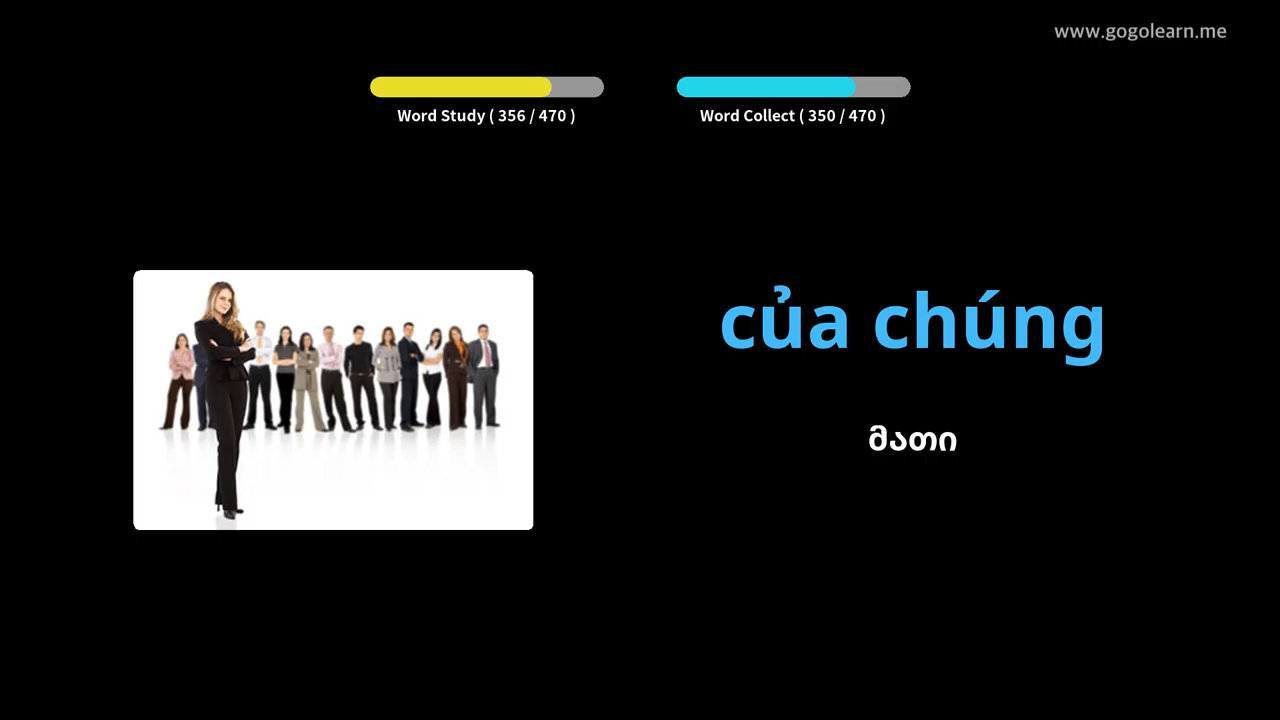 www.gogolearn.me
Word Study ( 356 / 470 )
Word Collect ( 350 / 470 )
của chúng
მათი